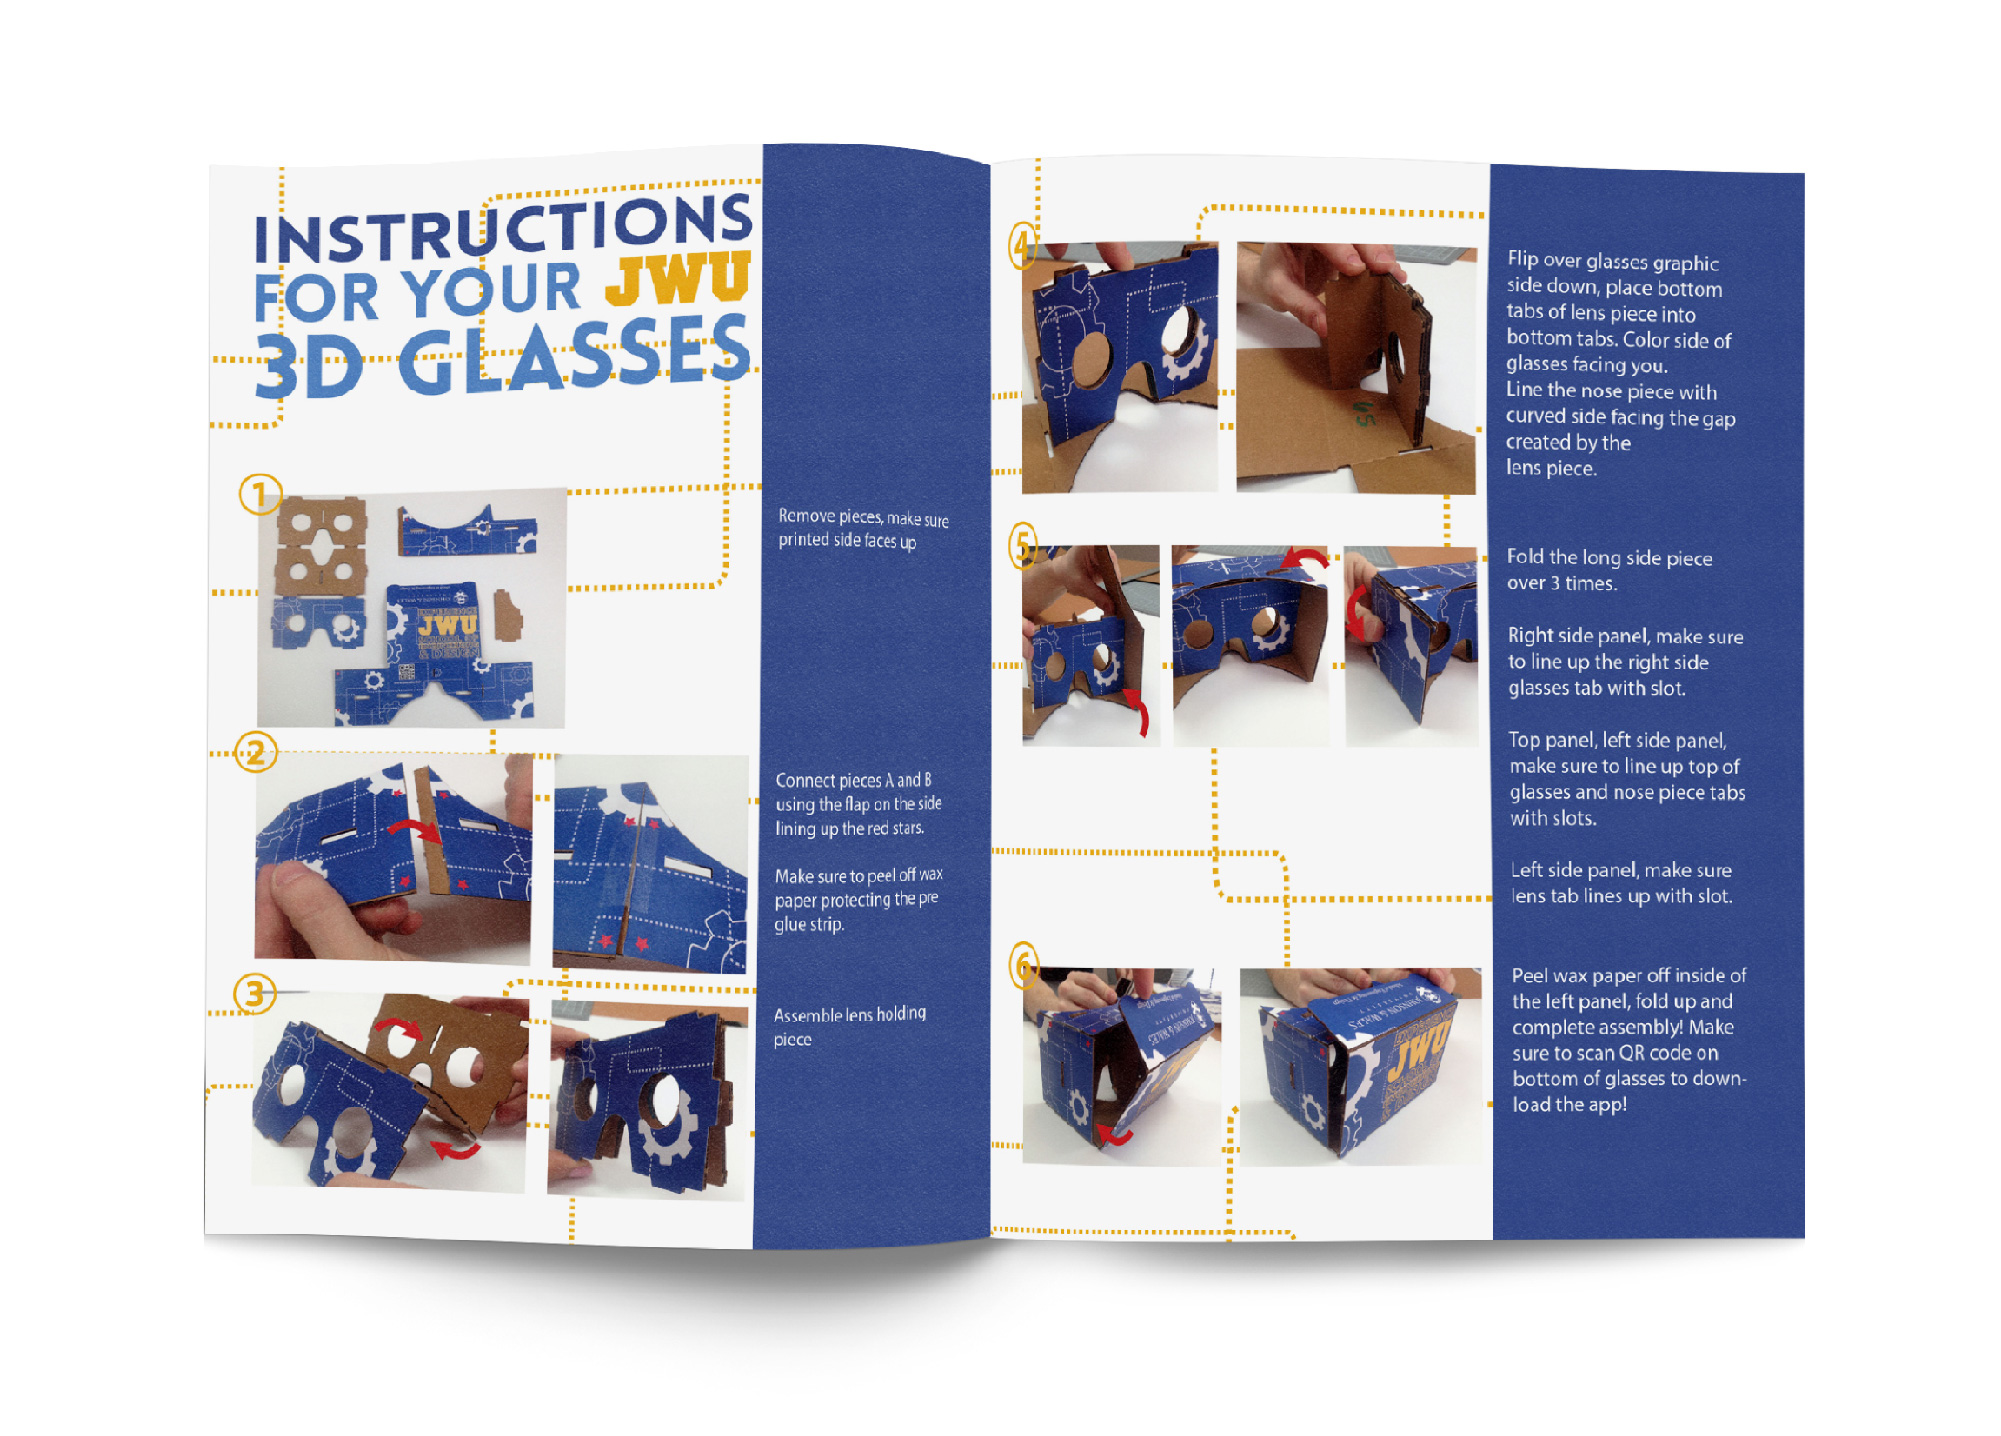 INSTRUCTIONS
FOR YOUR JWU
3D GLASSES
1
JWU
& DESIGN
Remove pieces, make sure
printed side faces up
2
Connect pieces A and B
using the flap on the side
lining up the red stars.
Make sure to peel off wax
paper protecting the pre
glue strip.
3
Assemble lens holding
piece
4
Flip over glasses graphic
side down, place bottom
tabs of lens piece into
bottom tabs. Color side of
glasses facing you.
Line the nose piece with
curved side facing the gap
created by the
lens piece.
5
Fold the long side piece
over 3 times.
Right side panel, make sure
to line up the right side
glasses tab with slot.
Top panel, left side panel,
make sure to line up top of
glasses and nose piece tabs
with slots.
Left side panel, make sure
lens tab lines up with slot.
6
JOHNSON & WALES
JWU
Peel wax paper off inside of
the left panel, fold up and
complete assembly! Make
sure to scan QR code on
bottom of glasses to down-
load the app!